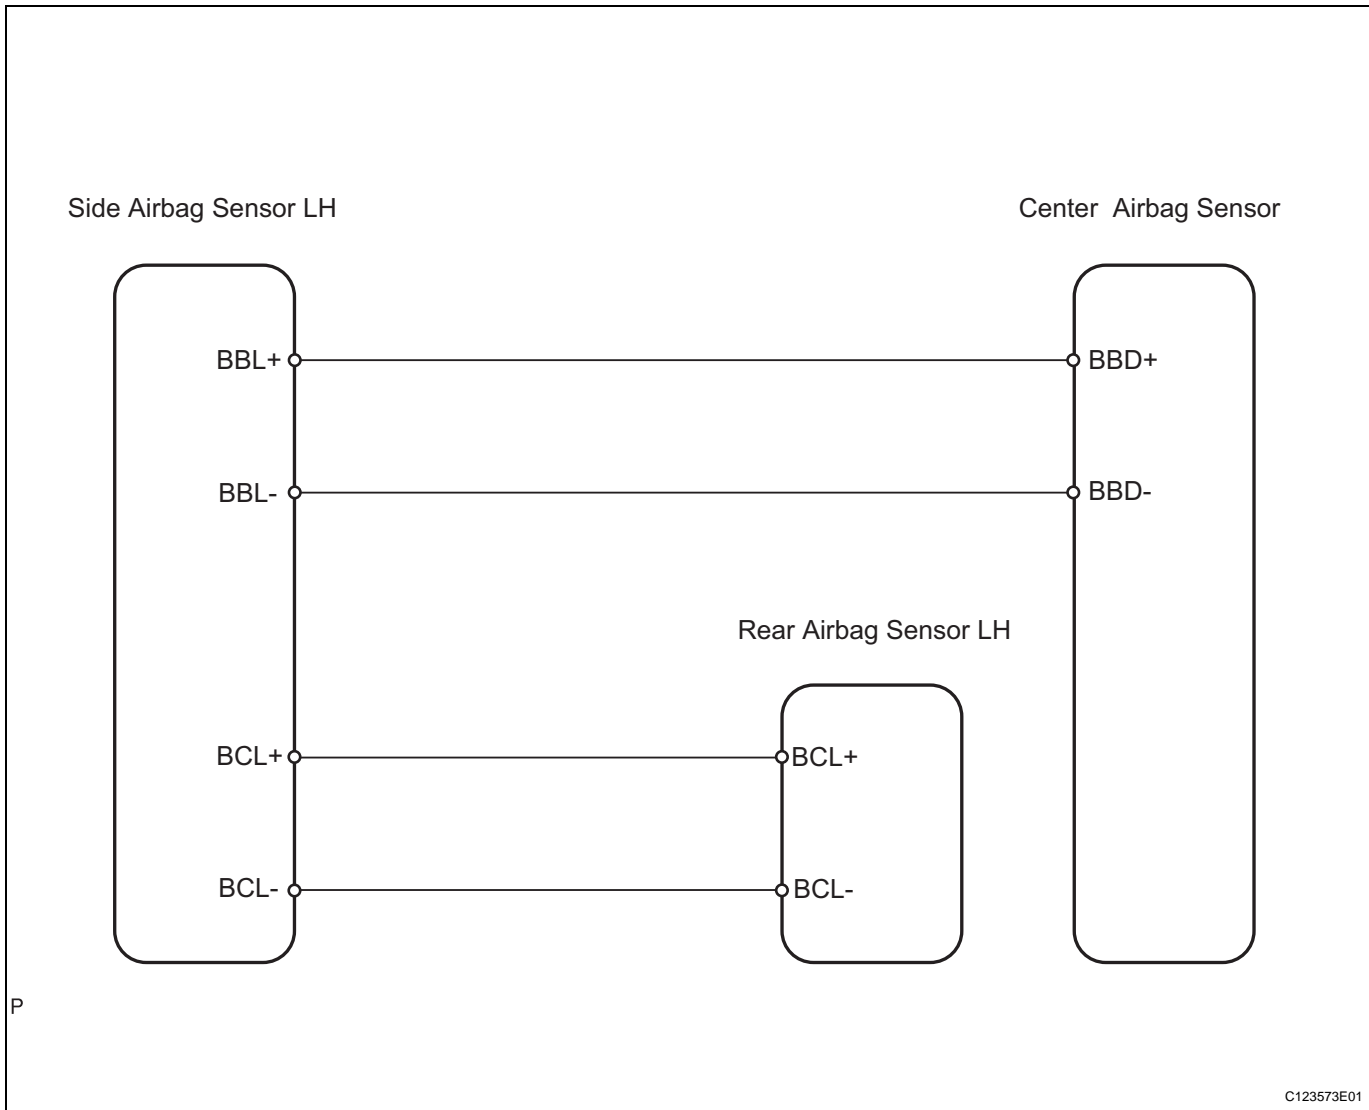 Side Airbag Sensor LH
Center Airbag Sensor
BBL+
BBD+
BBL-
BBD-
Rear Airbag Sensor LH
BCL+
BCL+
BCL-
BCL-
P
C123573E01